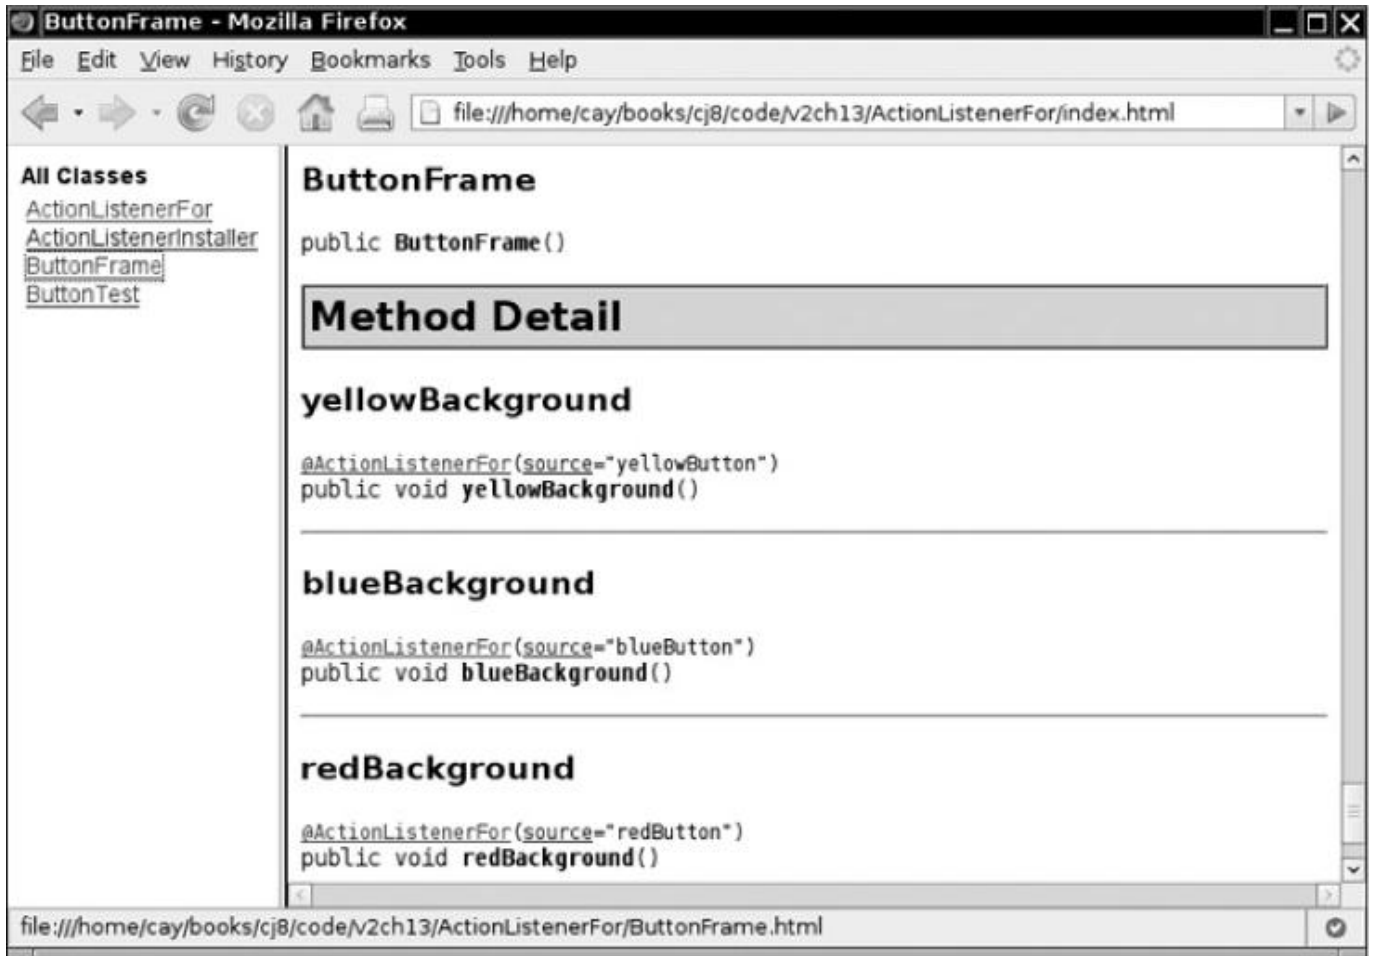 ButtonFrame - Mozilla Firefox
File Edit View History Bookmarks Tools Help
file:///home/cay/books/cj8/code/v2ch13/ActionListenerFor/index.html
All Classes
ActionListenerFor
ActionListenerInstaller
ButtonFrame
ButtonTest
ButtonFrame
public ButtonFrame()
Method Detail
yellowBackground
@ActionListenerFor(source="yellowButton")
public void yellowBackground()
blueBackground
@ActionListenerFor(source="blueButton")
public void blueBackground()
redBackground
@ActionListenerFor(source="redButton")
public void redBackground()
file:///home/cay/books/cj8/code/v2ch13/ActionListenerFor/ButtonFrame.html